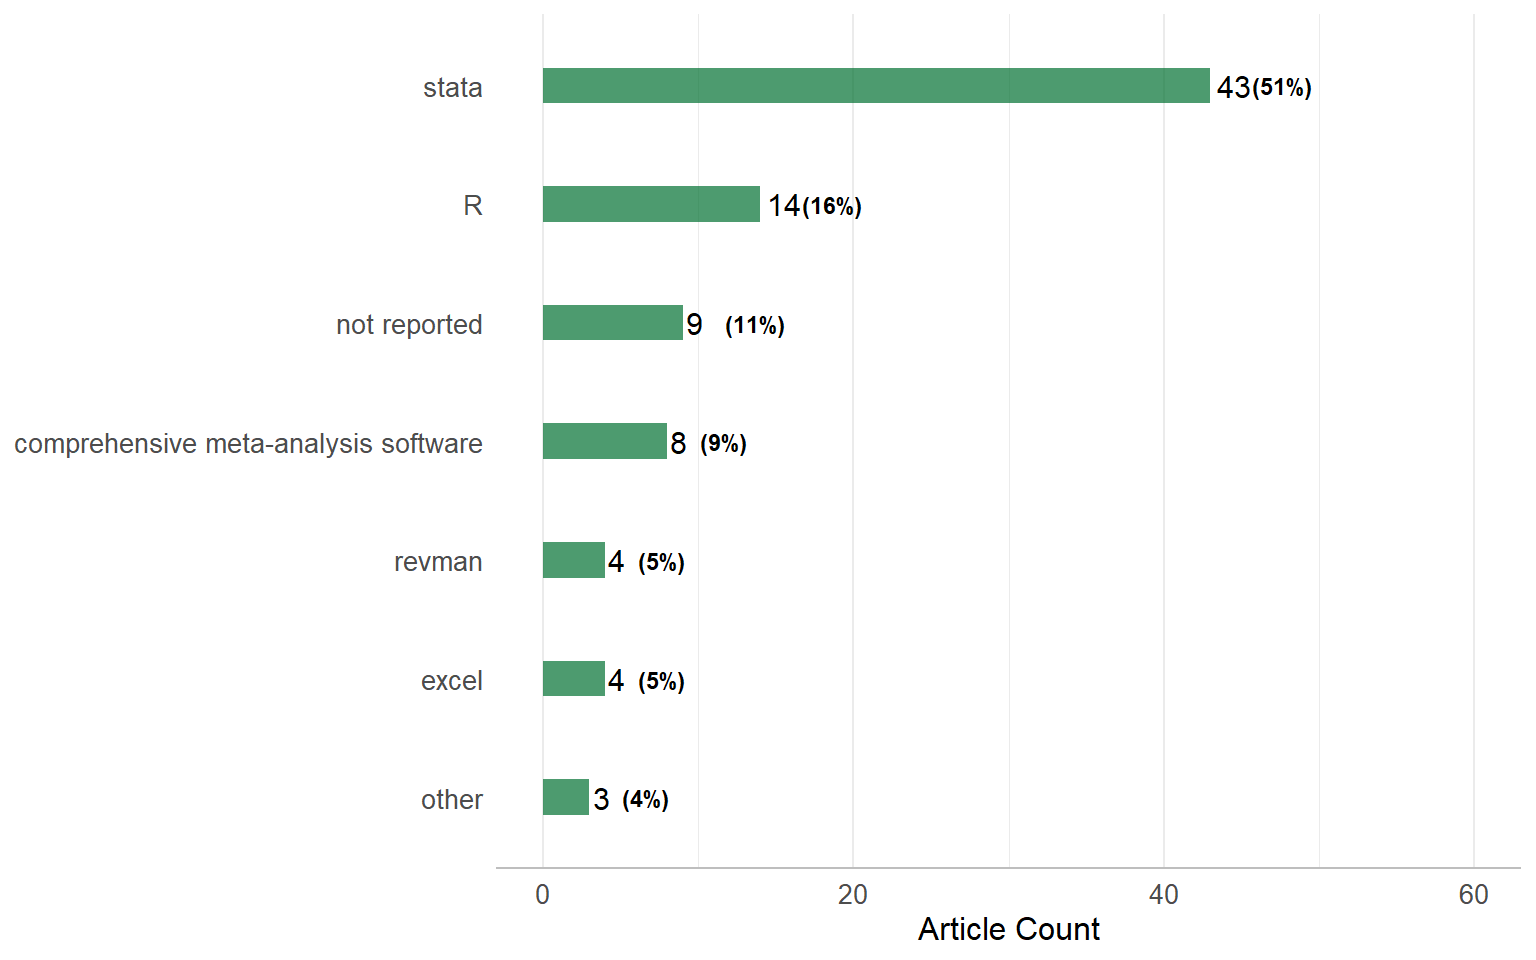 stata 43(51%)
R 14(16%)
not reported 9 (11%)
comprehensive meta-analysis software 8 (9%)
revman 4 (5%)
excel 4 (5%)
other 3 (4%)
0 20 40 60
Article Count